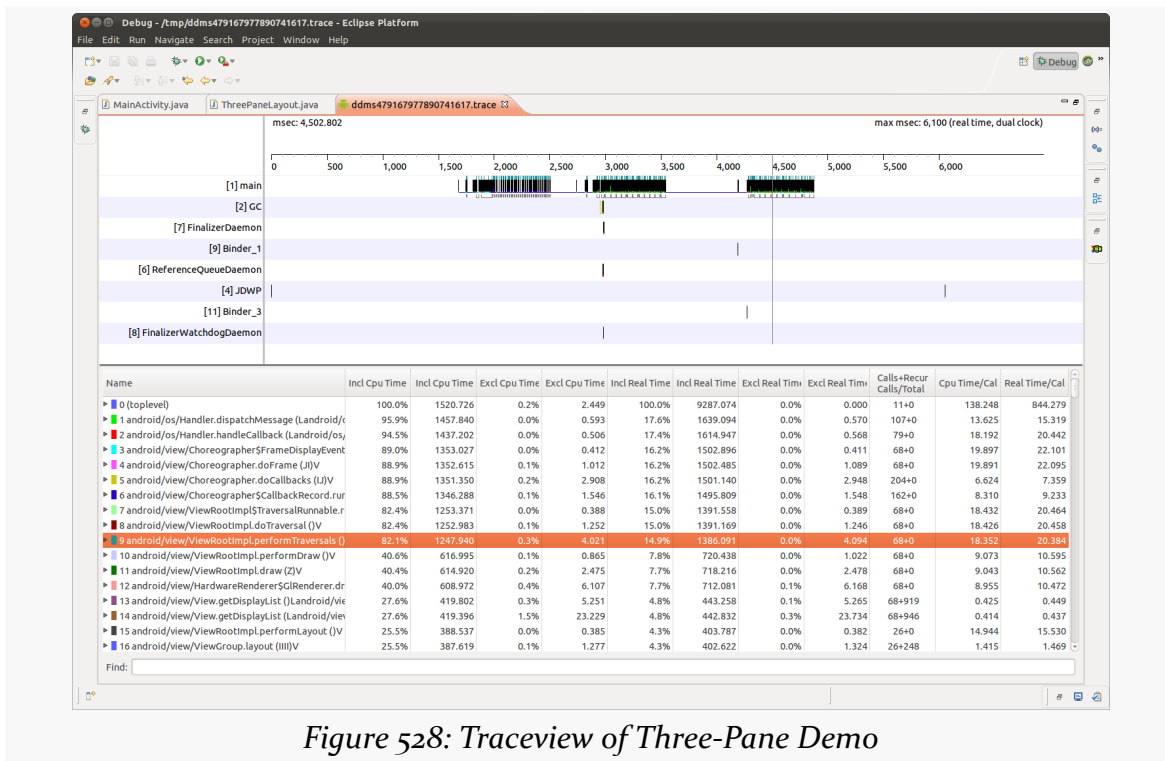 Debug - /tmp/ddms479167977890741617.trace - Eclipse Platform
File Edit Run Navigate Search Project Window Help
Debug »
MainActivity.java ThreePaneLayout.java ddms479167977890741617.trace
msec: 4,502.802 max msec: 6,100 (real time, dual clock)
0 500 1,000 1,500 2,000 2,500 3,000 3,500 4,000 4,500 5,000 5,500 6,000
[1] main
[2] GC
[7] FinalizerDaemon
[9] Binder_1
[6] ReferenceQueueDaemon
[4] JDWP
[11] Binder_3
[8] FinalizerWatchdogDaemon
Name Incl Cpu Time Incl Cpu Time Excl Cpu Time Excl Cpu Time Incl Real Time Incl Real Time Excl Real Time Excl Real Time Calls+Recur Calls/Total Cpu Time/Cal Real Time/Cal
0 (toplevel) 100.0% 1520.726 0.2% 2.449 100.0% 9287.074 0.0% 0.000 11+0 138.248 844.279
1 android/os/Handler.dispatchMessage (Landroid/c 95.9% 1457.840 0.0% 0.593 17.6% 1639.094 0.0% 0.570 107+0 13.625 15.319
2 android/os/Handler.handleCallback (Landroid/os/ 94.5% 1437.202 0.0% 0.506 17.4% 1614.947 0.0% 0.568 79+0 18.192 20.442
3 android/view/Choreographer$FrameDisplayEvent 89.0% 1353.027 0.0% 0.412 16.2% 1502.896 0.0% 0.411 68+0 19.897 22.101
4 android/view/Choreographer.doFrame (JI)V 88.9% 1352.615 0.1% 1.012 16.2% 1502.485 0.0% 1.089 68+0 19.891 22.095
5 android/view/Choreographer.doCallbacks (IJ)V 88.9% 1351.350 0.2% 2.908 16.2% 1501.140 0.0% 2.948 204+0 6.624 7.359
6 android/view/Choreographer$CallbackRecord.rur 88.5% 1346.288 0.1% 1.546 16.1% 1495.809 0.0% 1.548 162+0 8.310 9.233
7 android/view/ViewRootImpl$TraversalRunnable.r 82.4% 1253.371 0.0% 0.388 15.0% 1391.558 0.0% 0.389 68+0 18.432 20.464
8 android/view/ViewRootImpl.doTraversal ()V 82.4% 1252.983 0.1% 1.252 15.0% 1391.169 0.0% 1.246 68+0 18.426 20.458
9 android/view/ViewRootImpl.performTraversals () 82.1% 1247.940 0.3% 4.021 14.9% 1386.091 0.0% 4.094 68+0 18.352 20.384
10 android/view/ViewRootImpl.performDraw ()V 40.6% 616.995 0.1% 0.865 7.8% 720.438 0.0% 1.022 68+0 9.073 10.595
11 android/view/ViewRootImpl.draw (Z)V 40.4% 614.920 0.2% 2.475 7.7% 718.216 0.0% 2.478 68+0 9.043 10.562
12 android/view/HardwareRenderer$GlRenderer.dr 40.0% 608.972 0.4% 6.107 7.7% 712.081 0.1% 6.168 68+0 8.955 10.472
13 android/view/View.getDisplayList ()Landroid/vie 27.6% 419.802 0.3% 5.251 4.8% 443.258 0.1% 5.265 68+919 0.425 0.449
14 android/view/View.getDisplayList (Landroid/view 27.6% 419.396 1.5% 23.229 4.8% 442.832 0.3% 23.734 68+946 0.414 0.437
15 android/view/ViewRootImpl.performLayout ()V 25.5% 388.537 0.0% 0.385 4.3% 403.787 0.0% 0.382 26+0 14.944 15.530
16 android/view/ViewGroup.layout (IIII)V 25.5% 387.619 0.1% 1.277 4.3% 402.622 0.0% 1.324 26+248 1.415 1.469
Find:
Figure 528: Traceview of Three-Pane Demo